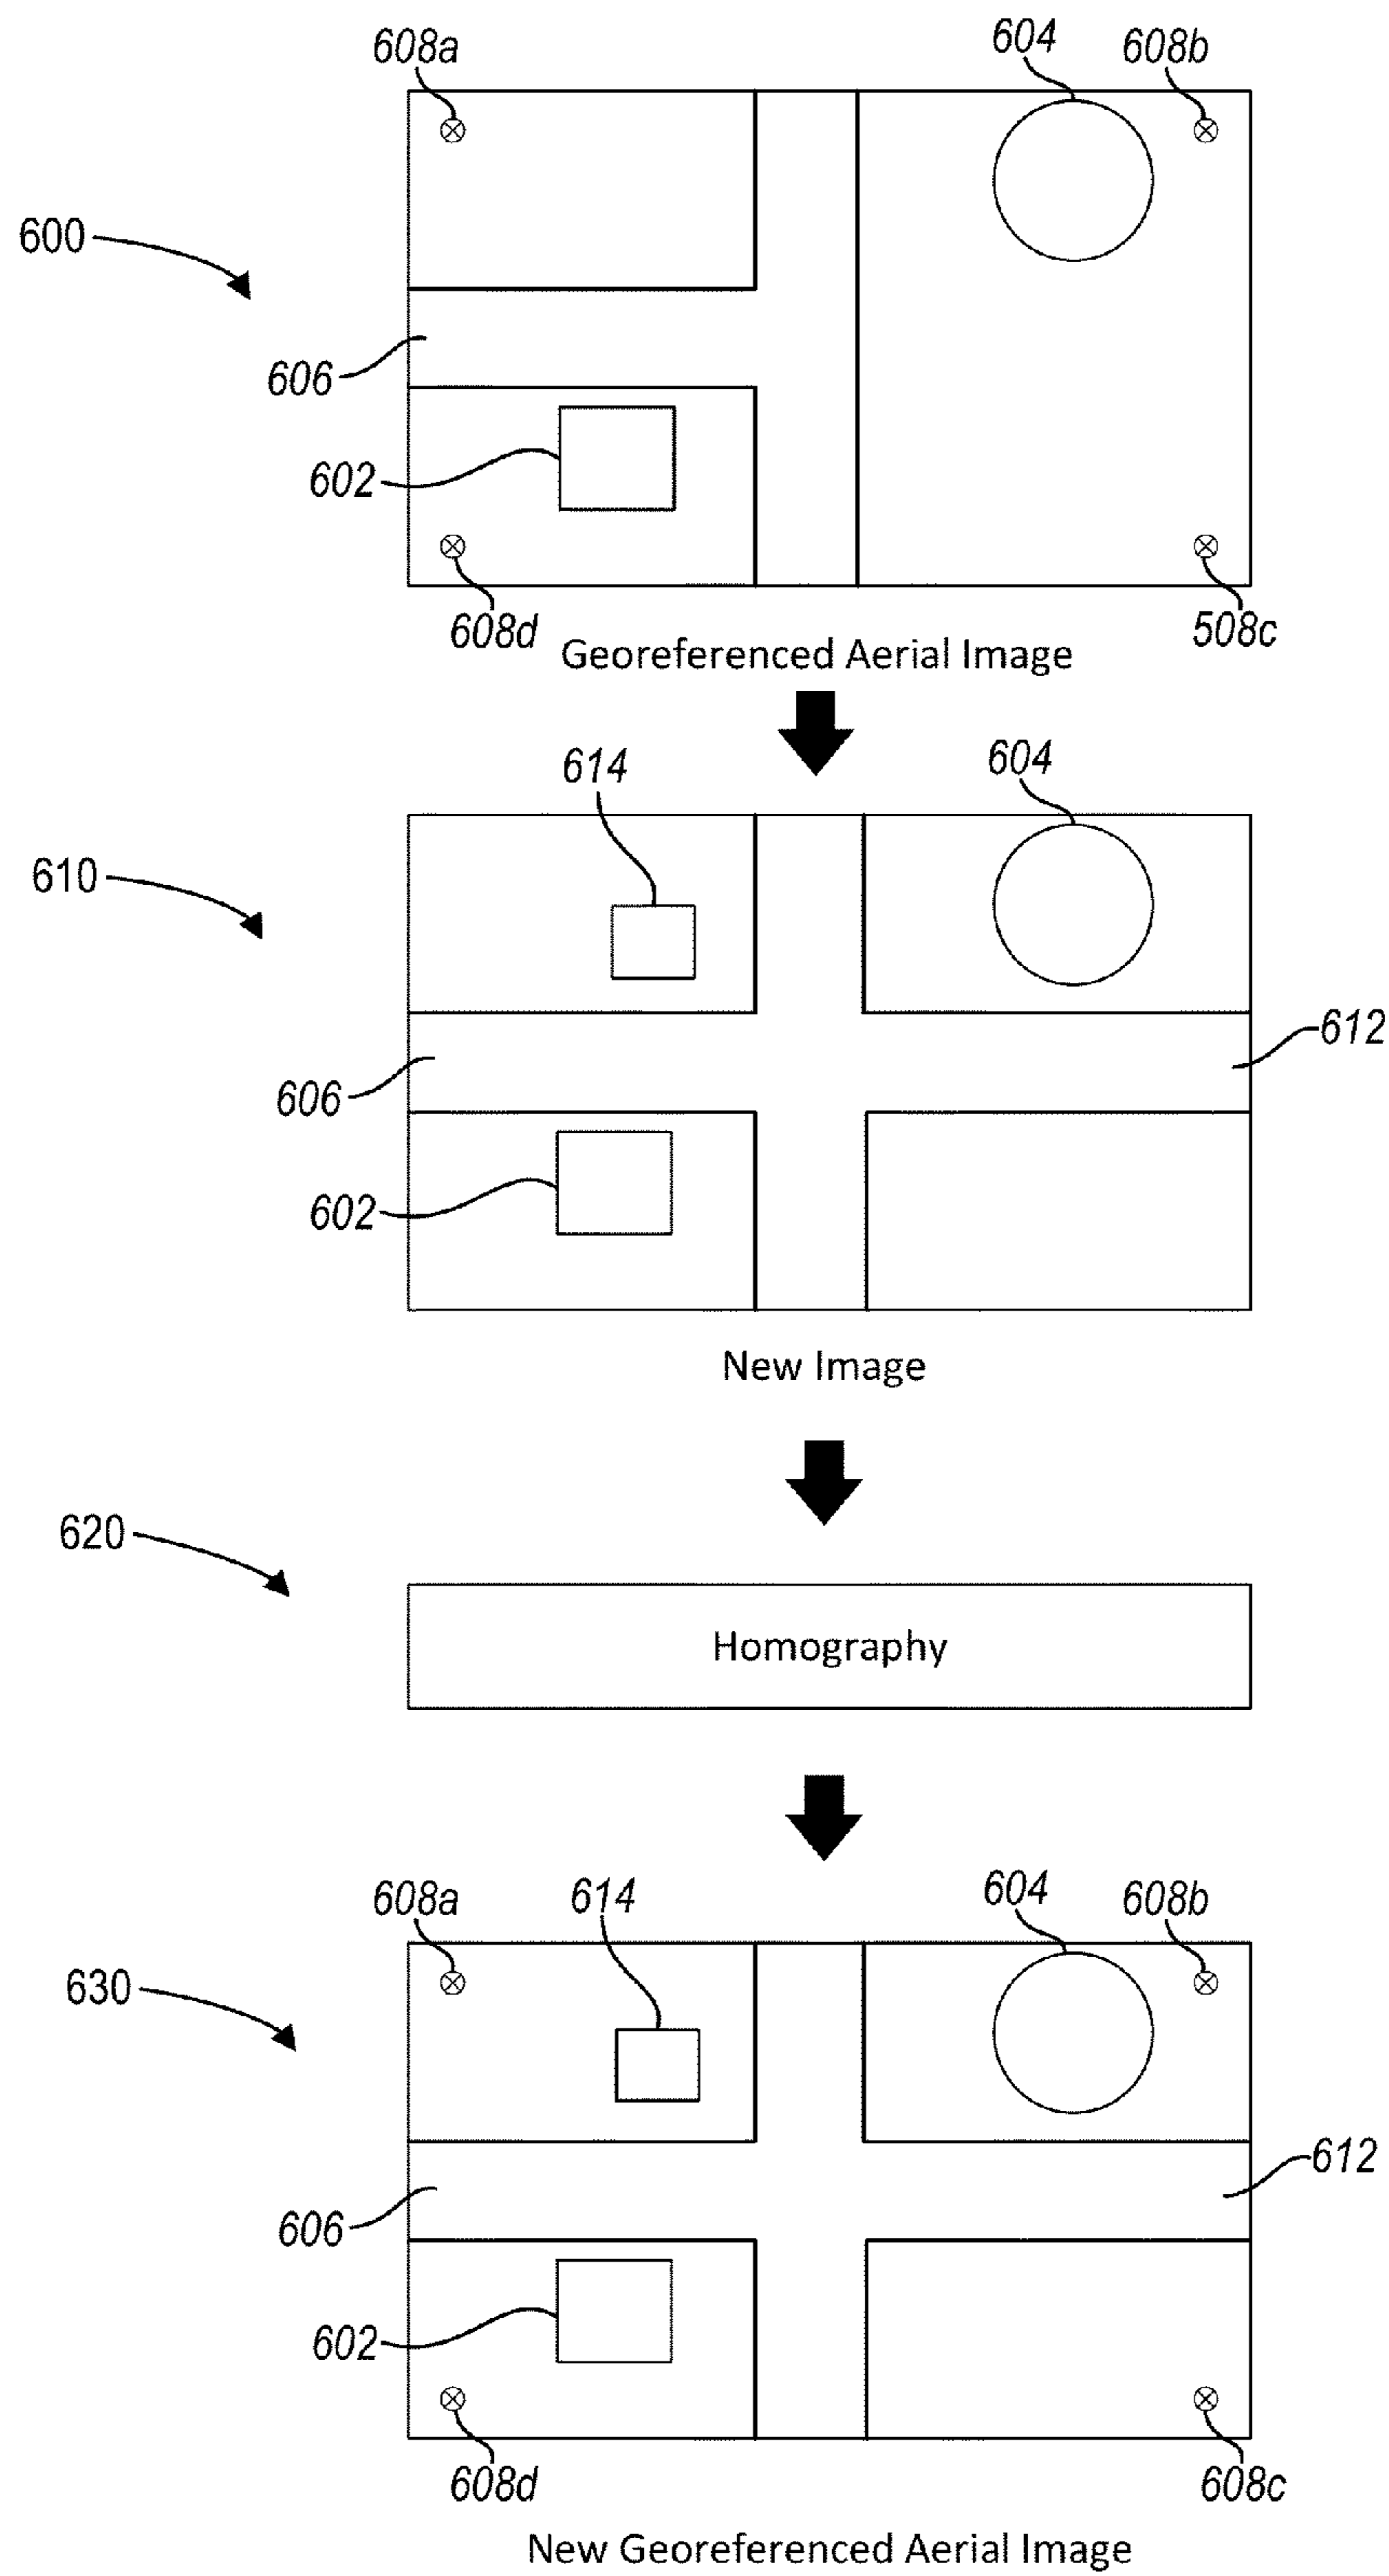 608a
604
608b
600
606
602
608d
508c
Georeferenced Aerial Image
614
604
610
612
606
602
New Image
620
Homography
608a
614
604
608b
630
612
606
602
608d
608c
New Georeferenced Aerial Image